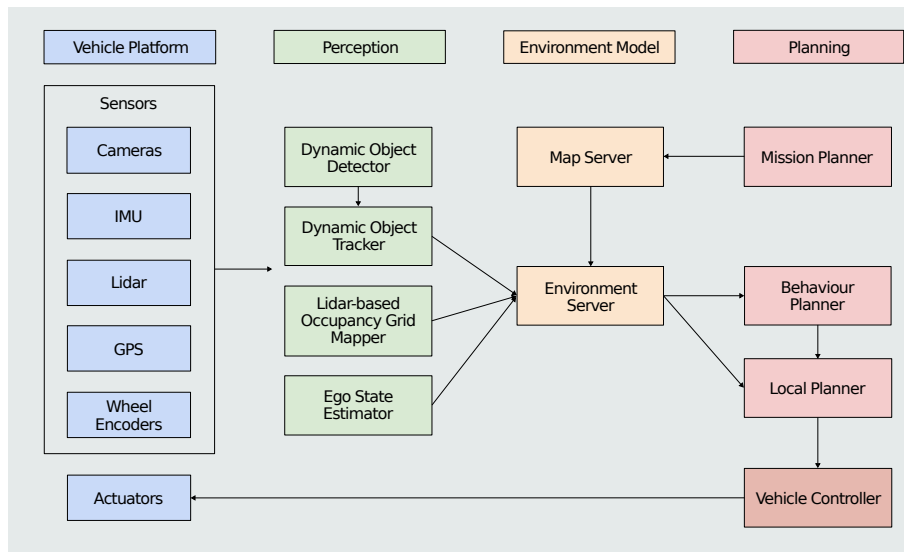 Vehicle Platform
Perception
Environment Model
Planning
Sensors
Cameras
IMU
Lidar
GPS
Wheel
Encoders
Actuators
Dynamic Object
Detector
Dynamic Object
Tracker
Lidar-based
Occupancy Grid
Mapper
Ego State
Estimator
Map Server
Environment
Server
Mission Planner
Behaviour
Planner
Local Planner
Vehicle Controller